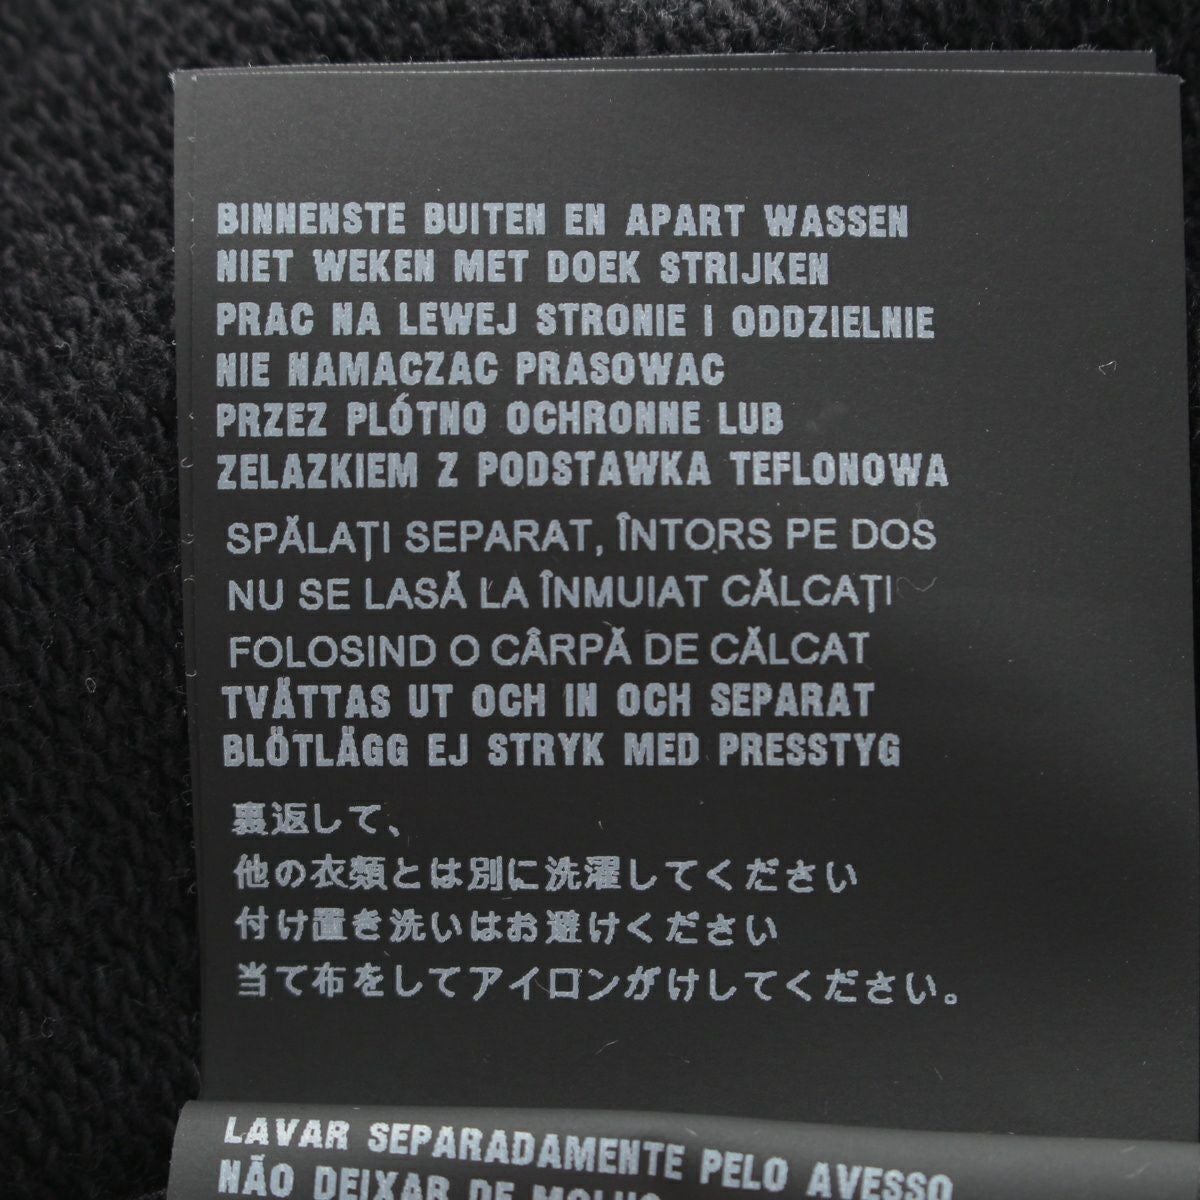 BINNENSTE BUITEN EN APART WASSEN
NIET WEKEN MET DOEK STRIJKEN
PRAC NA LEWEJ STRONIE I ODDZIELNIE
NIE NAMACZAC PRASOWAC
PRZEZ PLÓTNO OCHRONNE LUB
ZELAZKIEM Z PODSTAWKA TEFLONOWA
SPĂLAȚI SEPARAT, ÎNTORS PE DOS
NU SE LASĂ LA ÎNMUIAT CĂLCAȚI
FOLOSIND O CÂRPĂ DE CĂLCAT
TVÄTTAS UT OCH IN OCH SEPARAT
BLÖTLÄGG EJ STRYK MED PRESSTYG
裏返して、
他の衣類とは別に洗濯してください
付け置き洗いはお避けください
当て布をしてアイロンがけしてください。
LAVAR SEPARADAMENTE PELO AVESSO
NÃO DEIXAR DE MOLHO